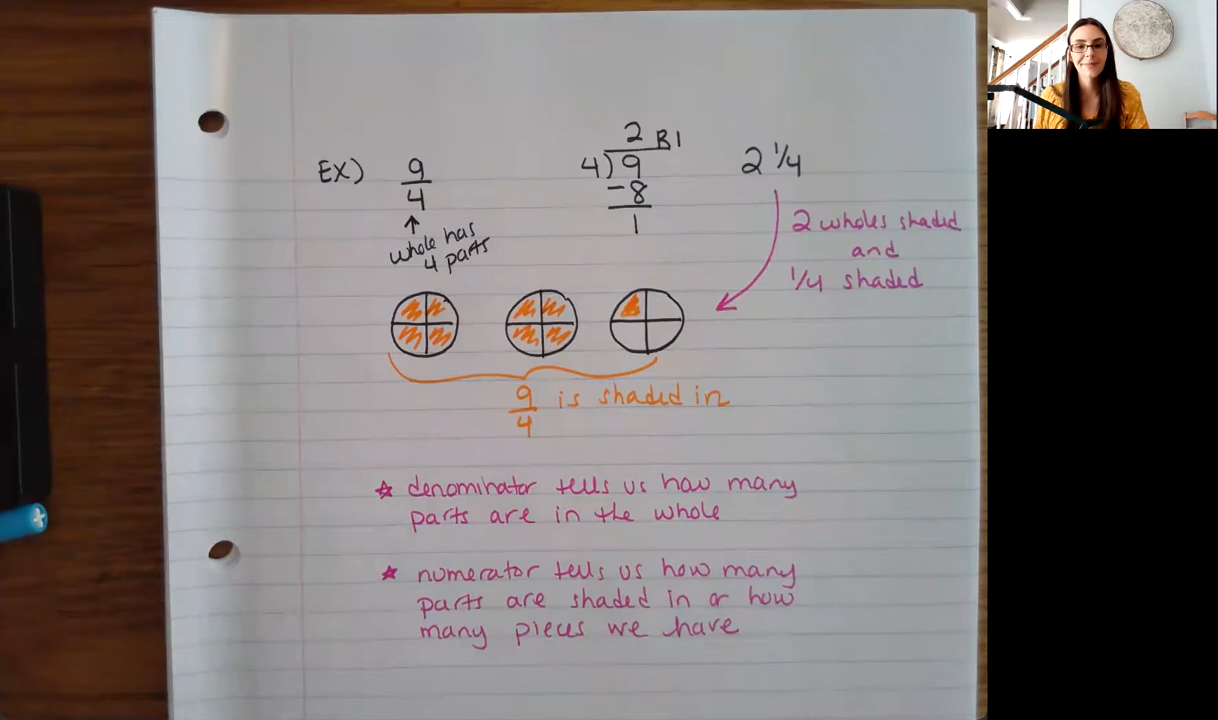 EX) 9/4
whole has
4 parts
2 R1
4)9
-8
1
2 1/4
2 wholes shaded
and
1/4 shaded
9/4 is shaded in
☆ denominator tells us how many
parts are in the whole
☆ numerator tells us how many
parts are shaded in or how
many pieces we have